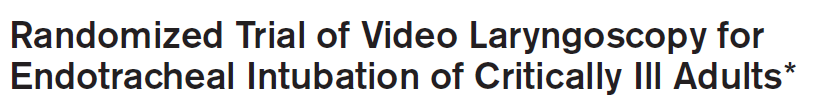 Randomized Trial of Video Laryngoscopy for
Endotracheal Intubation of Critically Ill Adults*